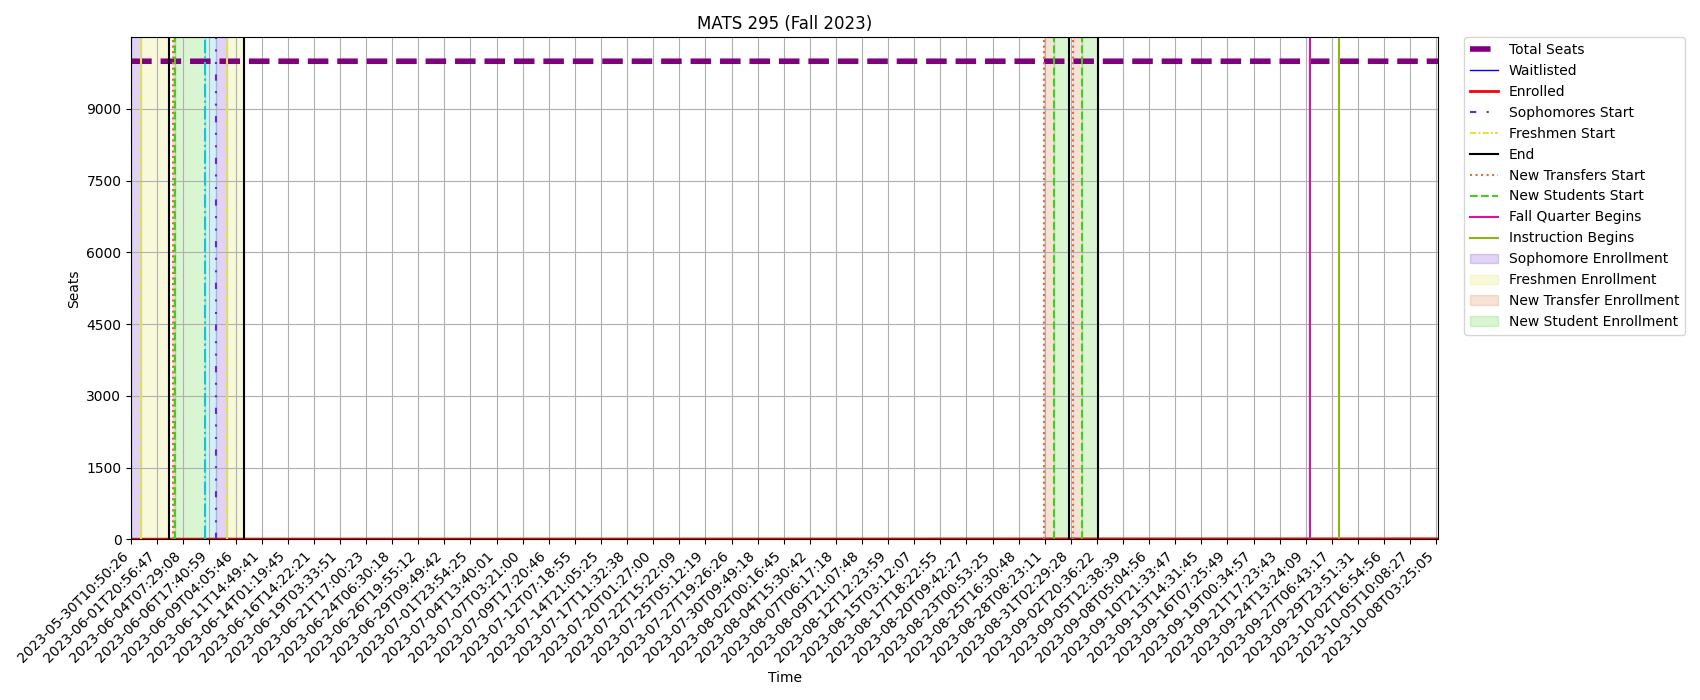 MATS 295 (Fall 2023)
Total Seats
Waitlisted
Enrolled
Sophomores Start
Freshmen Start
End
New Transfers Start
New Students Start
Fall Quarter Begins
Instruction Begins
Sophomore Enrollment
Freshmen Enrollment
New Transfer Enrollment
New Student Enrollment
Seats
9000
7500
6000
4500
3000
1500
0
2023-05-30T10:50:26
2023-06-01T20:56:47
2023-06-04T07:29:08
2023-06-06T17:40:59
2023-06-09T04:05:46
2023-06-11T14:49:41
2023-06-14T01:19:45
2023-06-16T14:22:21
2023-06-19T03:33:51
2023-06-21T17:00:23
2023-06-24T06:30:18
2023-06-26T19:55:12
2023-06-29T09:49:42
2023-07-01T23:54:25
2023-07-04T13:40:01
2023-07-07T03:21:00
2023-07-09T17:20:46
2023-07-12T07:18:55
2023-07-14T21:05:25
2023-07-17T11:32:38
2023-07-20T01:27:00
2023-07-22T15:22:09
2023-07-25T05:12:19
2023-07-27T19:26:26
2023-07-30T09:49:18
2023-08-02T00:16:45
2023-08-04T15:30:42
2023-08-07T06:17:18
2023-08-09T21:07:48
2023-08-12T12:23:59
2023-08-15T03:12:07
2023-08-17T18:22:55
2023-08-20T09:42:27
2023-08-23T00:53:25
2023-08-25T16:30:48
2023-08-28T08:23:11
2023-08-31T02:29:28
2023-09-02T20:36:22
2023-09-05T12:38:39
2023-09-08T05:04:56
2023-09-10T21:33:47
2023-09-13T14:31:45
2023-09-16T07:25:49
2023-09-19T00:34:57
2023-09-21T17:23:43
2023-09-24T13:24:09
2023-09-27T06:43:17
2023-09-29T23:51:31
2023-10-02T16:54:56
2023-10-05T10:08:27
2023-10-08T03:25:05
Time